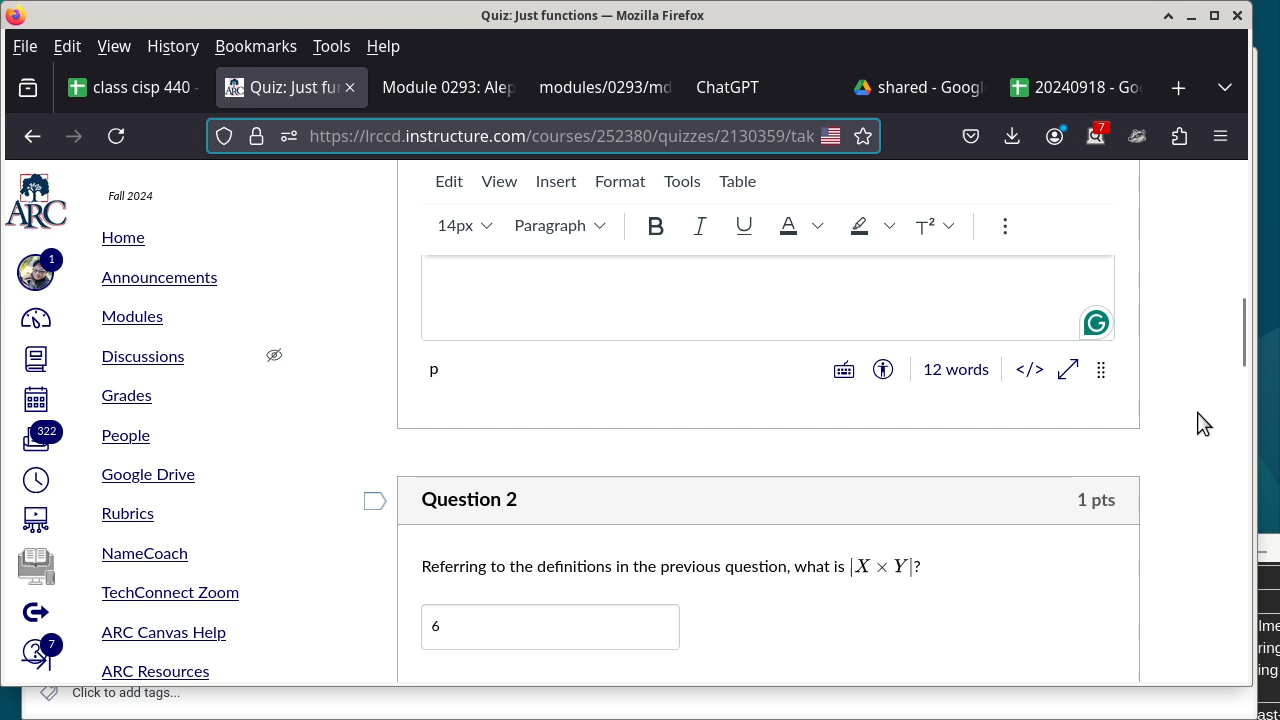 Quiz: Just functions — Mozilla Firefox
File Edit View History Bookmarks Tools Help
class cisp 440 - Quiz: Just fu Module 0293: Alep modules/0293/md ChatGPT shared - Googl 20240918 - Go
https://lrccd.instructure.com/courses/252380/quizzes/2130359/tak
7
ARC
Fall 2024
Home
1
Announcements
Modules
Discussions
Grades
322
People
Google Drive
Rubrics
NameCoach
TechConnect Zoom
ARC Canvas Help
7
ARC Resources
Edit View Insert Format Tools Table
14px Paragraph B I U A T²
p 12 words </>
Question 2 1 pts
Referring to the definitions in the previous question, what is |X × Y|?
6
Click to add tags...